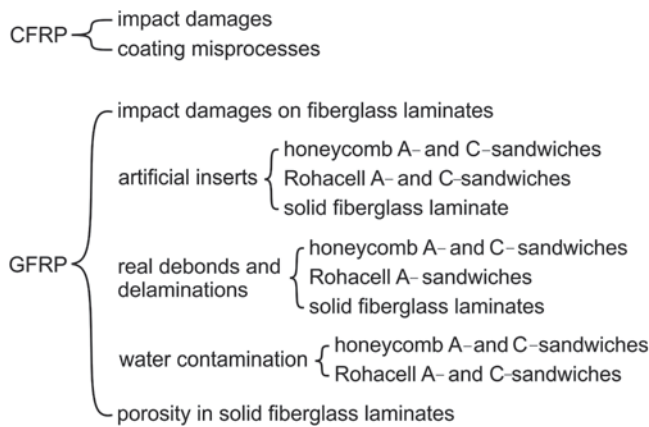 CFRP
impact damages
coating misprocesses
GFRP
impact damages on fiberglass laminates
artificial inserts
honeycomb A– and C–sandwiches
Rohacell A– and C–sandwiches
solid fiberglass laminate
real debonds and
delaminations
honeycomb A– and C– sandwiches
Rohacell A– sandwiches
solid fiberglass laminates
water contamination
honeycomb A–and C–sandwiches
Rohacell A– and C–sandwiches
porosity in solid fiberglass laminates